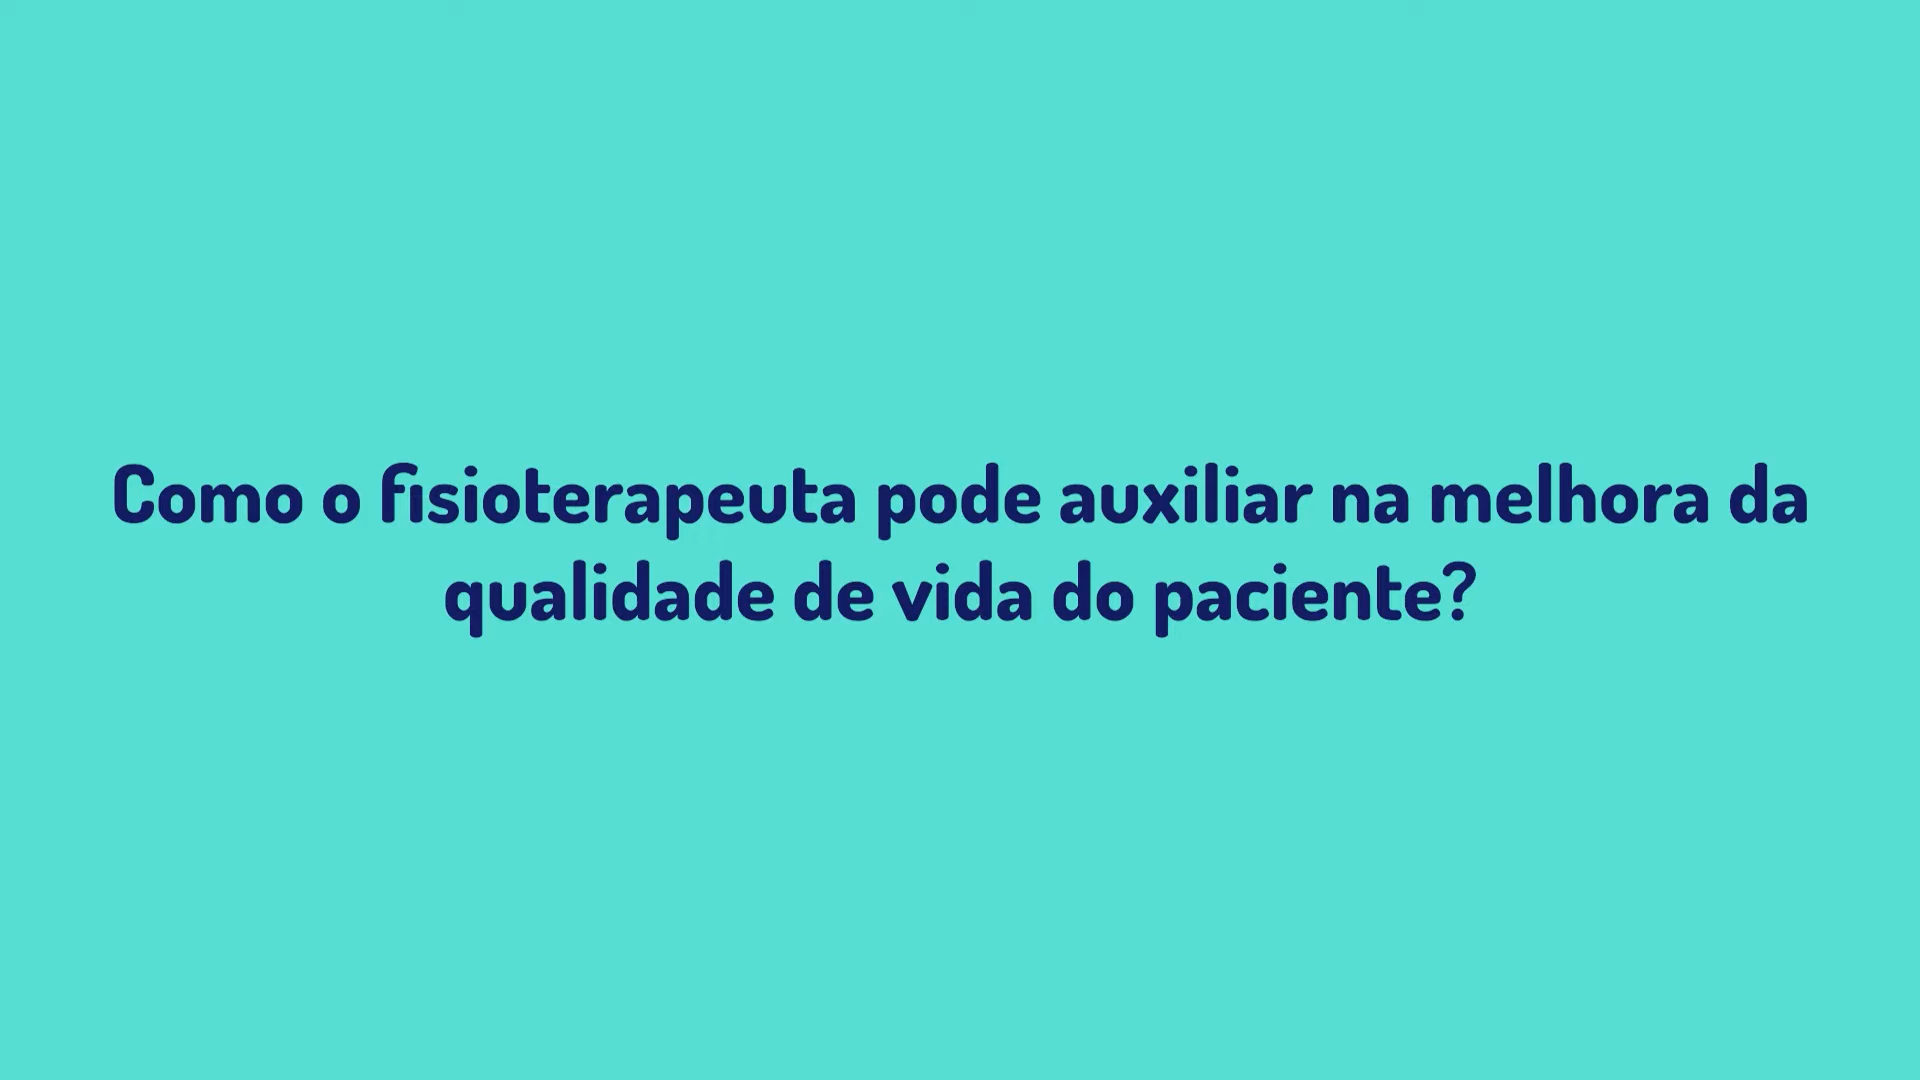 Como o fisioterapeuta pode auxiliar na melhora da
qualidade de vida do paciente?